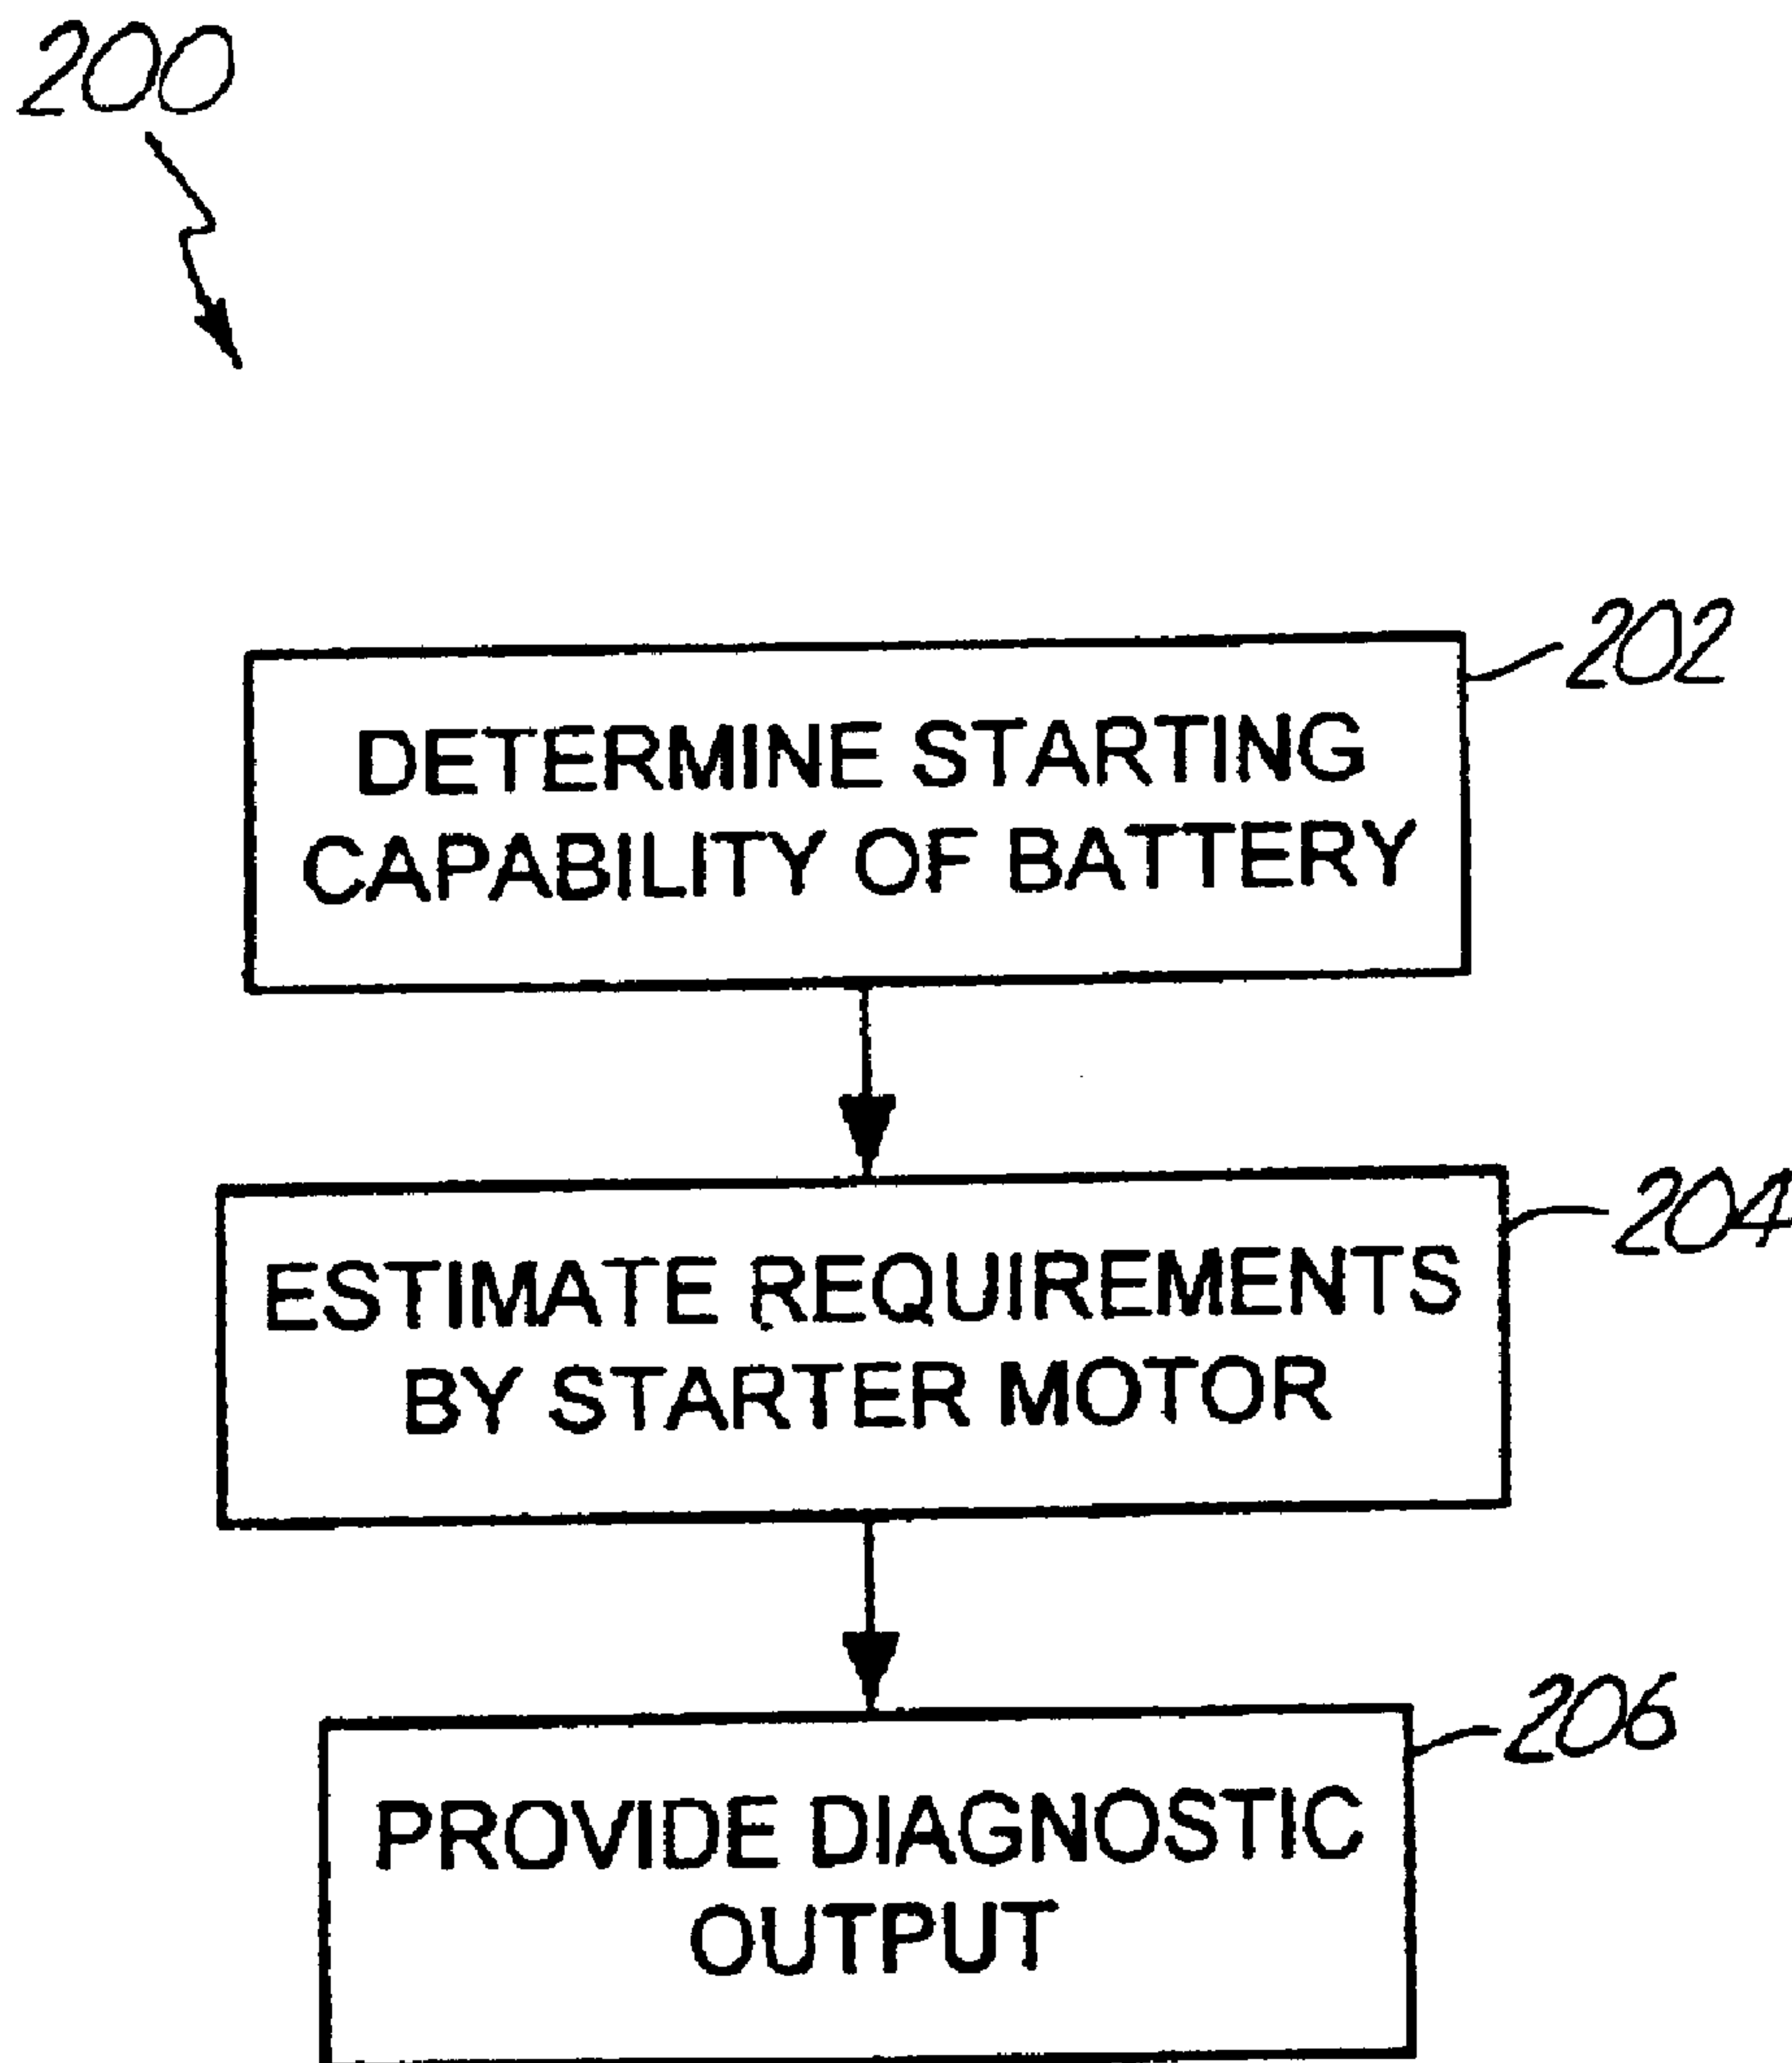 200
202
DETERMINE STARTING
CAPABILITY OF BATTERY
204
ESTIMATE REQUIREMENTS
BY STARTER MOTOR
206
PROVIDE DIAGNOSTIC
OUTPUT